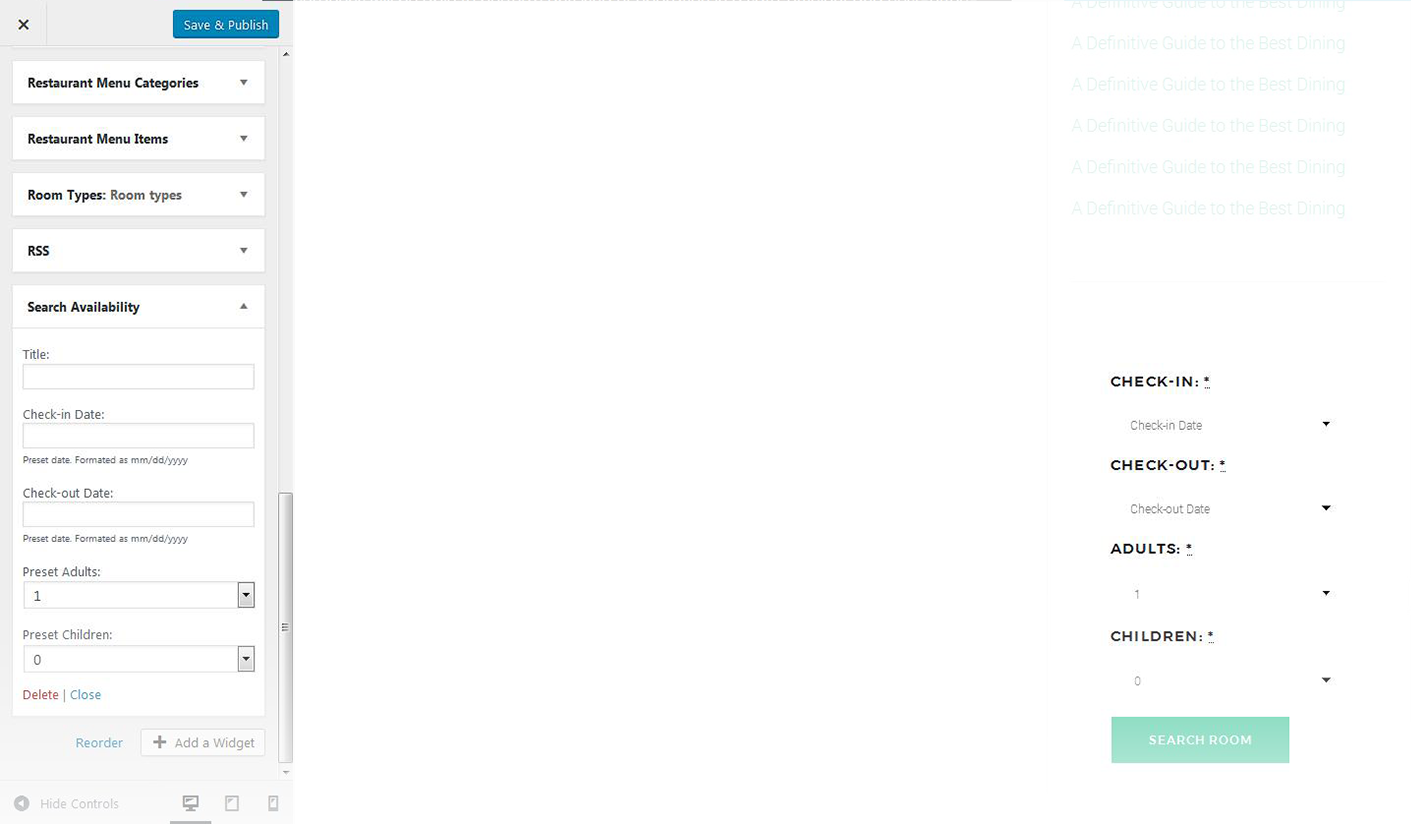 Save & Publish
Restaurant Menu Categories
Restaurant Menu Items
Room Types: Room types
RSS
Search Availability
Title:
Check-in Date:
Preset date. Formated as mm/dd/yyyy
Check-out Date:
Preset date. Formated as mm/dd/yyyy
Preset Adults:
1
Preset Children:
0
Delete | Close
Reorder
Add a Widget
Hide Controls
A Definitive Guide to the Best Dining
A Definitive Guide to the Best Dining
A Definitive Guide to the Best Dining
A Definitive Guide to the Best Dining
A Definitive Guide to the Best Dining
A Definitive Guide to the Best Dining
CHECK-IN: *
Check-in Date
CHECK-OUT: *
Check-out Date
ADULTS: *
1
CHILDREN: *
0
SEARCH ROOM